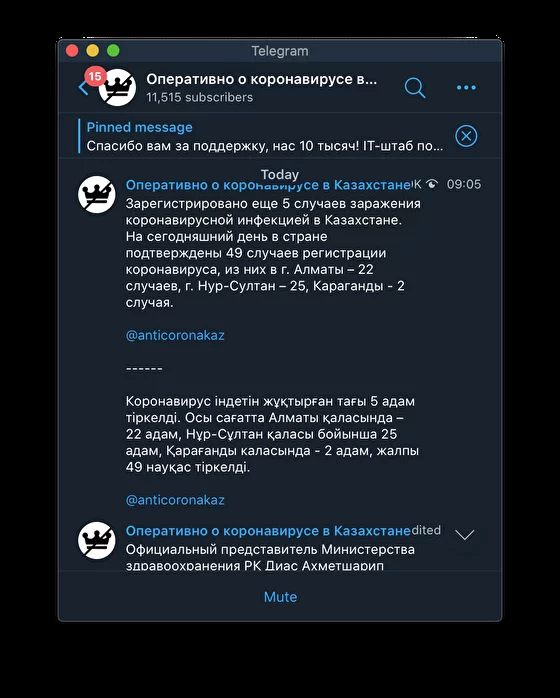 Telegram
15
Оперативно о коронавирусе в...
11,515 subscribers
Pinned message
Спасибо вам за поддержку, нас 10 тысяч! IT-штаб по...
Today
Оперативно о коронавирусе в Казахстане
K 09:05
Зарегистрировано еще 5 случаев заражения
коронавирусной инфекцией в Казахстане.
На сегодняшний день в стране
подтверждены 49 случаев регистрации
коронавируса, из них в г. Алматы – 22
случаев, г. Нур-Султан – 25, Караганды - 2
случая.
@anticoronakaz
------
Коронавирус індетін жұқтырған тағы 5 адам
тіркелді. Осы сағатта Алматы қаласында –
22 адам, Нұр-Сұлтан қаласы бойынша 25
адам, Қарағанды каласында - 2 адам, жалпы
49 науқас тіркелді.
@anticoronakaz
Оперативно о коронавирусе в Казахстане
dited
Официальный представитель Министерства
здравоохранения РК Диас Ахметшарип
Mute